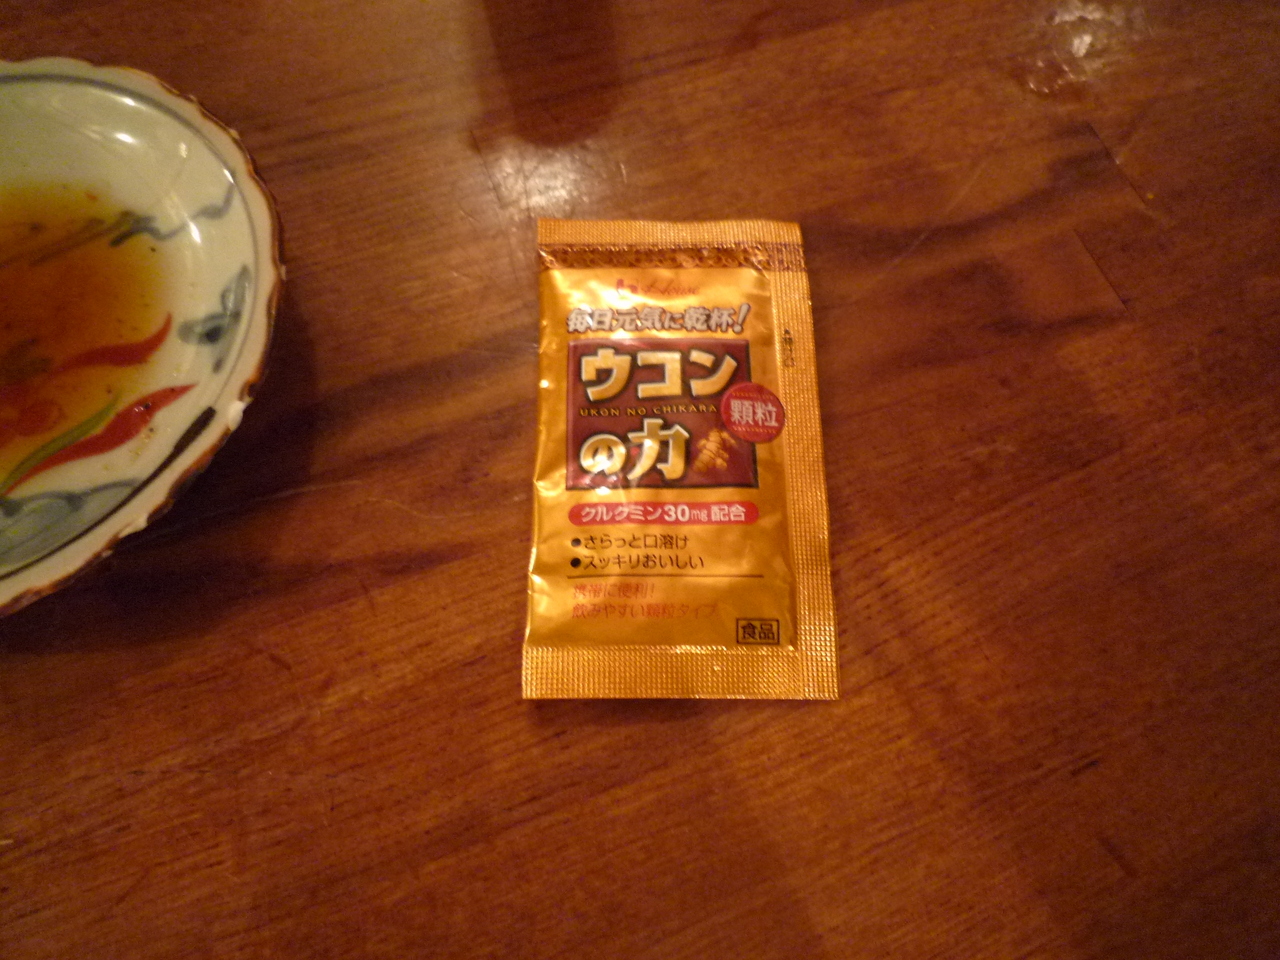 House
毎日元気に乾杯!
ウコン
UKON NO CHIKARA
の力
顆粒
クルクミン30mg配合
●さらっと口溶け
●スッキリおいしい
携帯に便利!
飲みやすい顆粒タイプ
食品